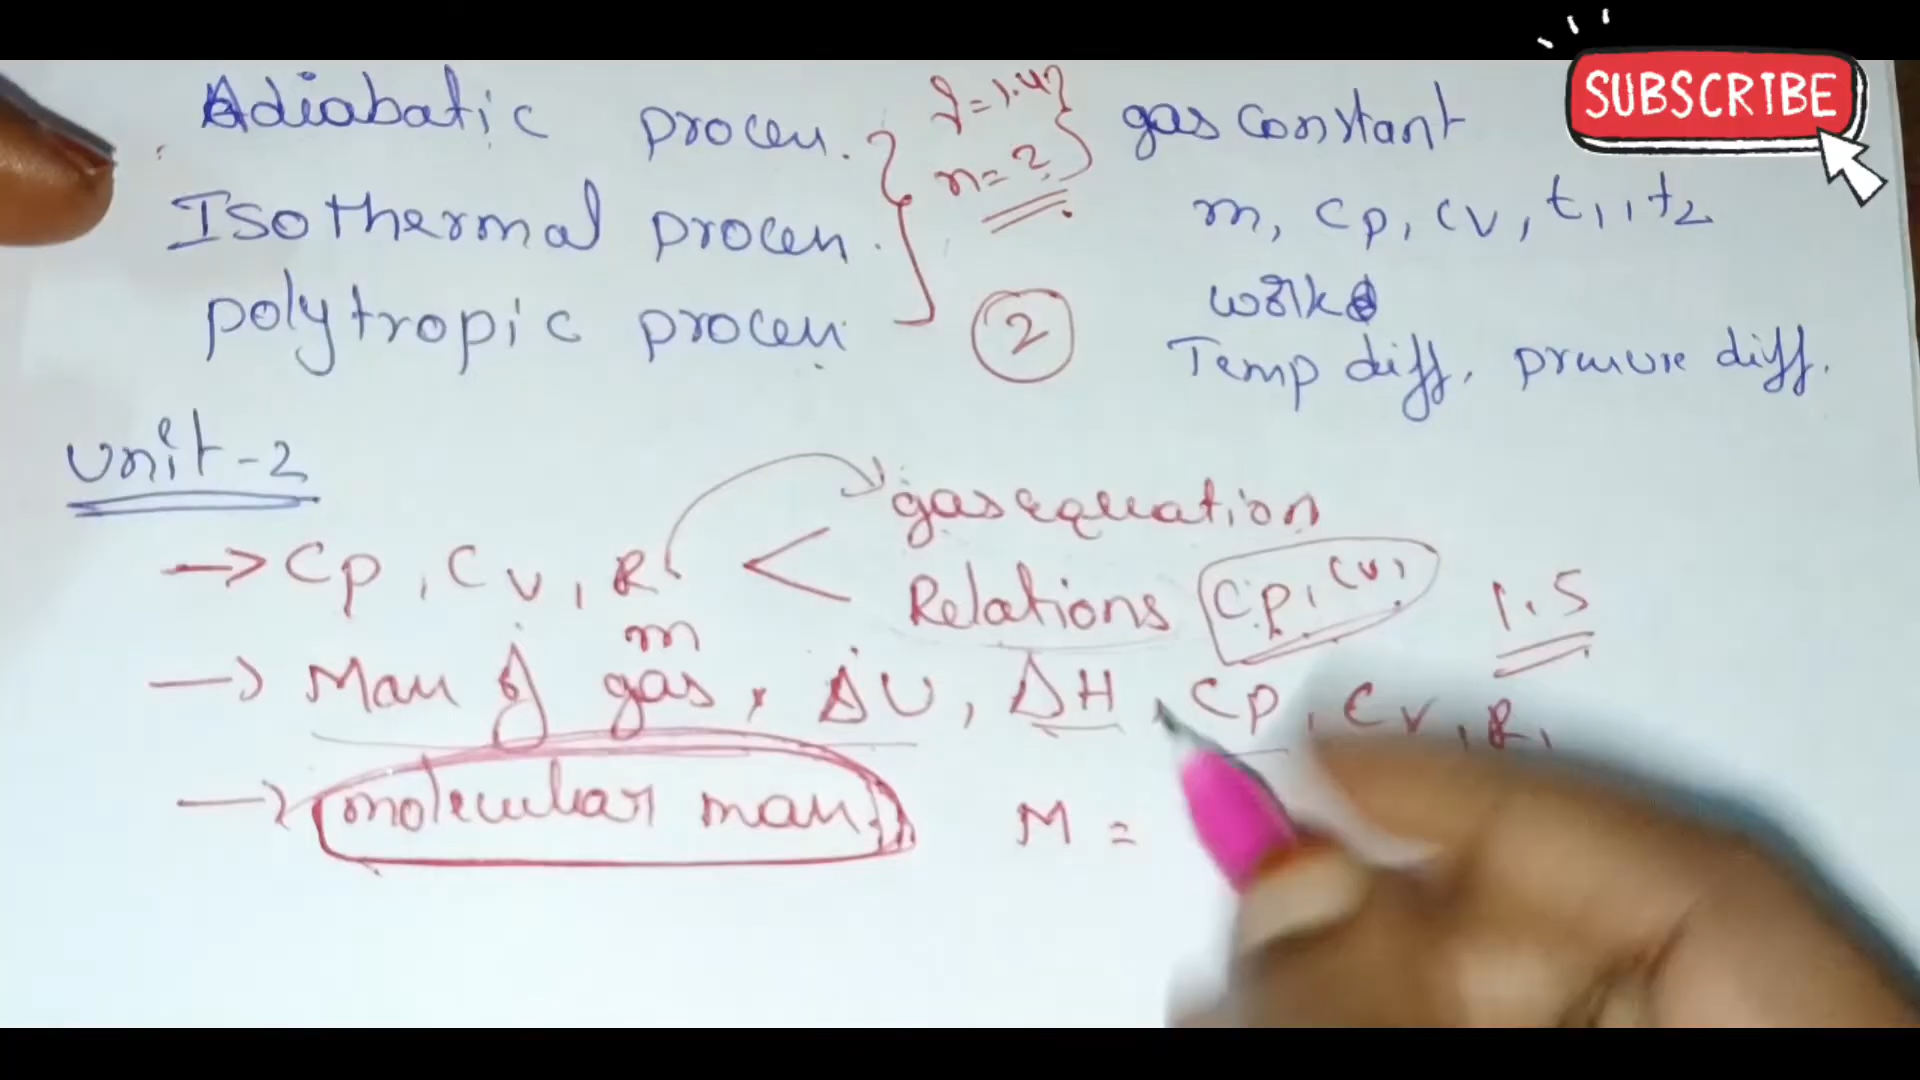 SUBSCRIBE
Adiabatic process.
Isothermal process.
polytropic process
γ=1.4
n=?
2
gas constant
m, Cp, Cv, t1, t2
work
Temp diff, pressure diff.
Unit-2
→ Cp, Cv, R < gas equation
Relations Cp, Cv,
1.5
m
→ Mass of gas, ΔU, ΔH, Cp, Cv, R,
→ molecular mass M =